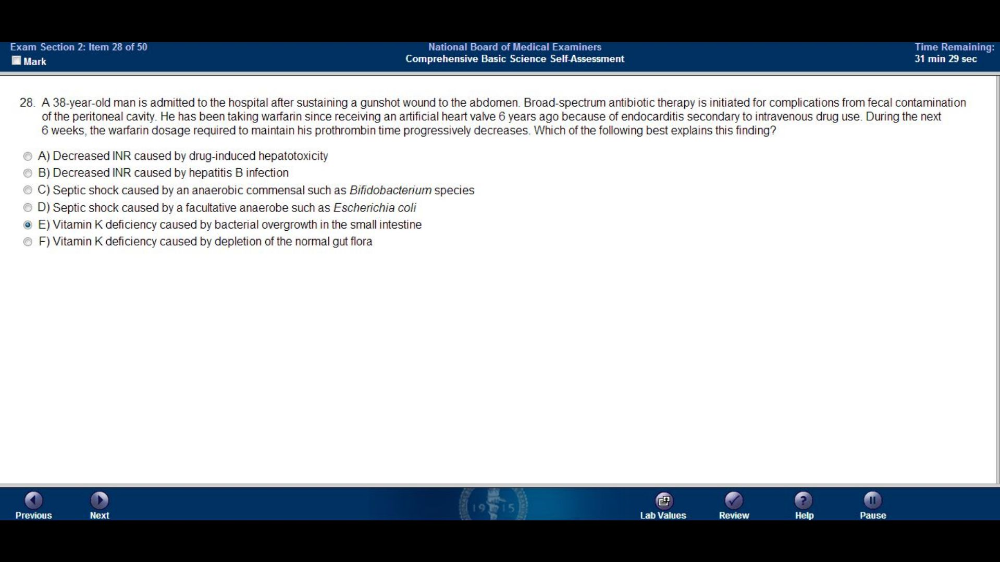 Exam Section 2: Item 28 of 50
National Board of Medical Examiners
Time Remaining:
Mark
Comprehensive Basic Science Self-Assessment
31 min 29 sec
28. A 38-year-old man is admitted to the hospital after sustaining a gunshot wound to the abdomen. Broad-spectrum antibiotic therapy is initiated for complications from fecal contamination
of the peritoneal cavity. He has been taking warfarin since receiving an artificial heart valve 6 years ago because of endocarditis secondary to intravenous drug use. During the next
6 weeks, the warfarin dosage required to maintain his prothrombin time progressively decreases. Which of the following best explains this finding?
A) Decreased INR caused by drug-induced hepatotoxicity
B) Decreased INR caused by hepatitis B infection
C) Septic shock caused by an anaerobic commensal such as Bifidobacterium species
D) Septic shock caused by a facultative anaerobe such as Escherichia coli
E) Vitamin K deficiency caused by bacterial overgrowth in the small intestine
F) Vitamin K deficiency caused by depletion of the normal gut flora
1915
Previous
Next
Lab Values
Review
Help
Pause